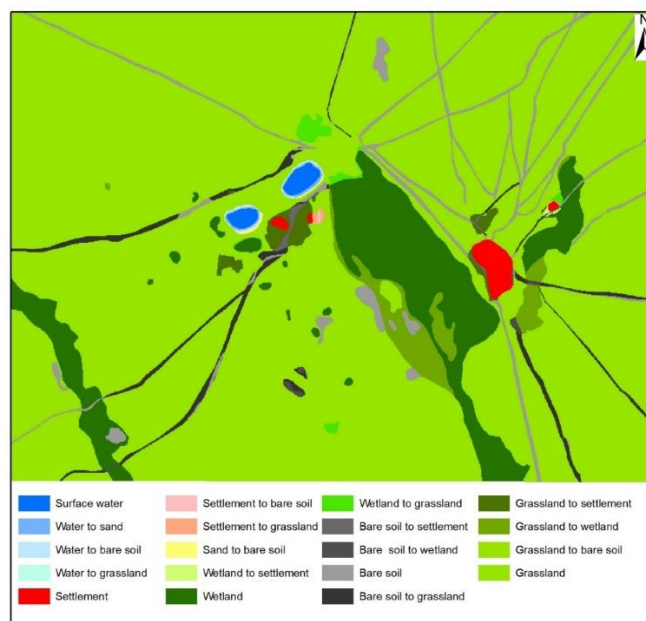 N
Surface water
Water to sand
Water to bare soil
Water to grassland
Settlement
Settlement to bare soil
Settlement to grassland
Sand to bare soil
Wetland to settlement
Wetland
Wetland to grassland
Bare soil to settlement
Bare soil to wetland
Bare soil
Bare soil to grassland
Grassland to settlement
Grassland to wetland
Grassland to bare soil
Grassland